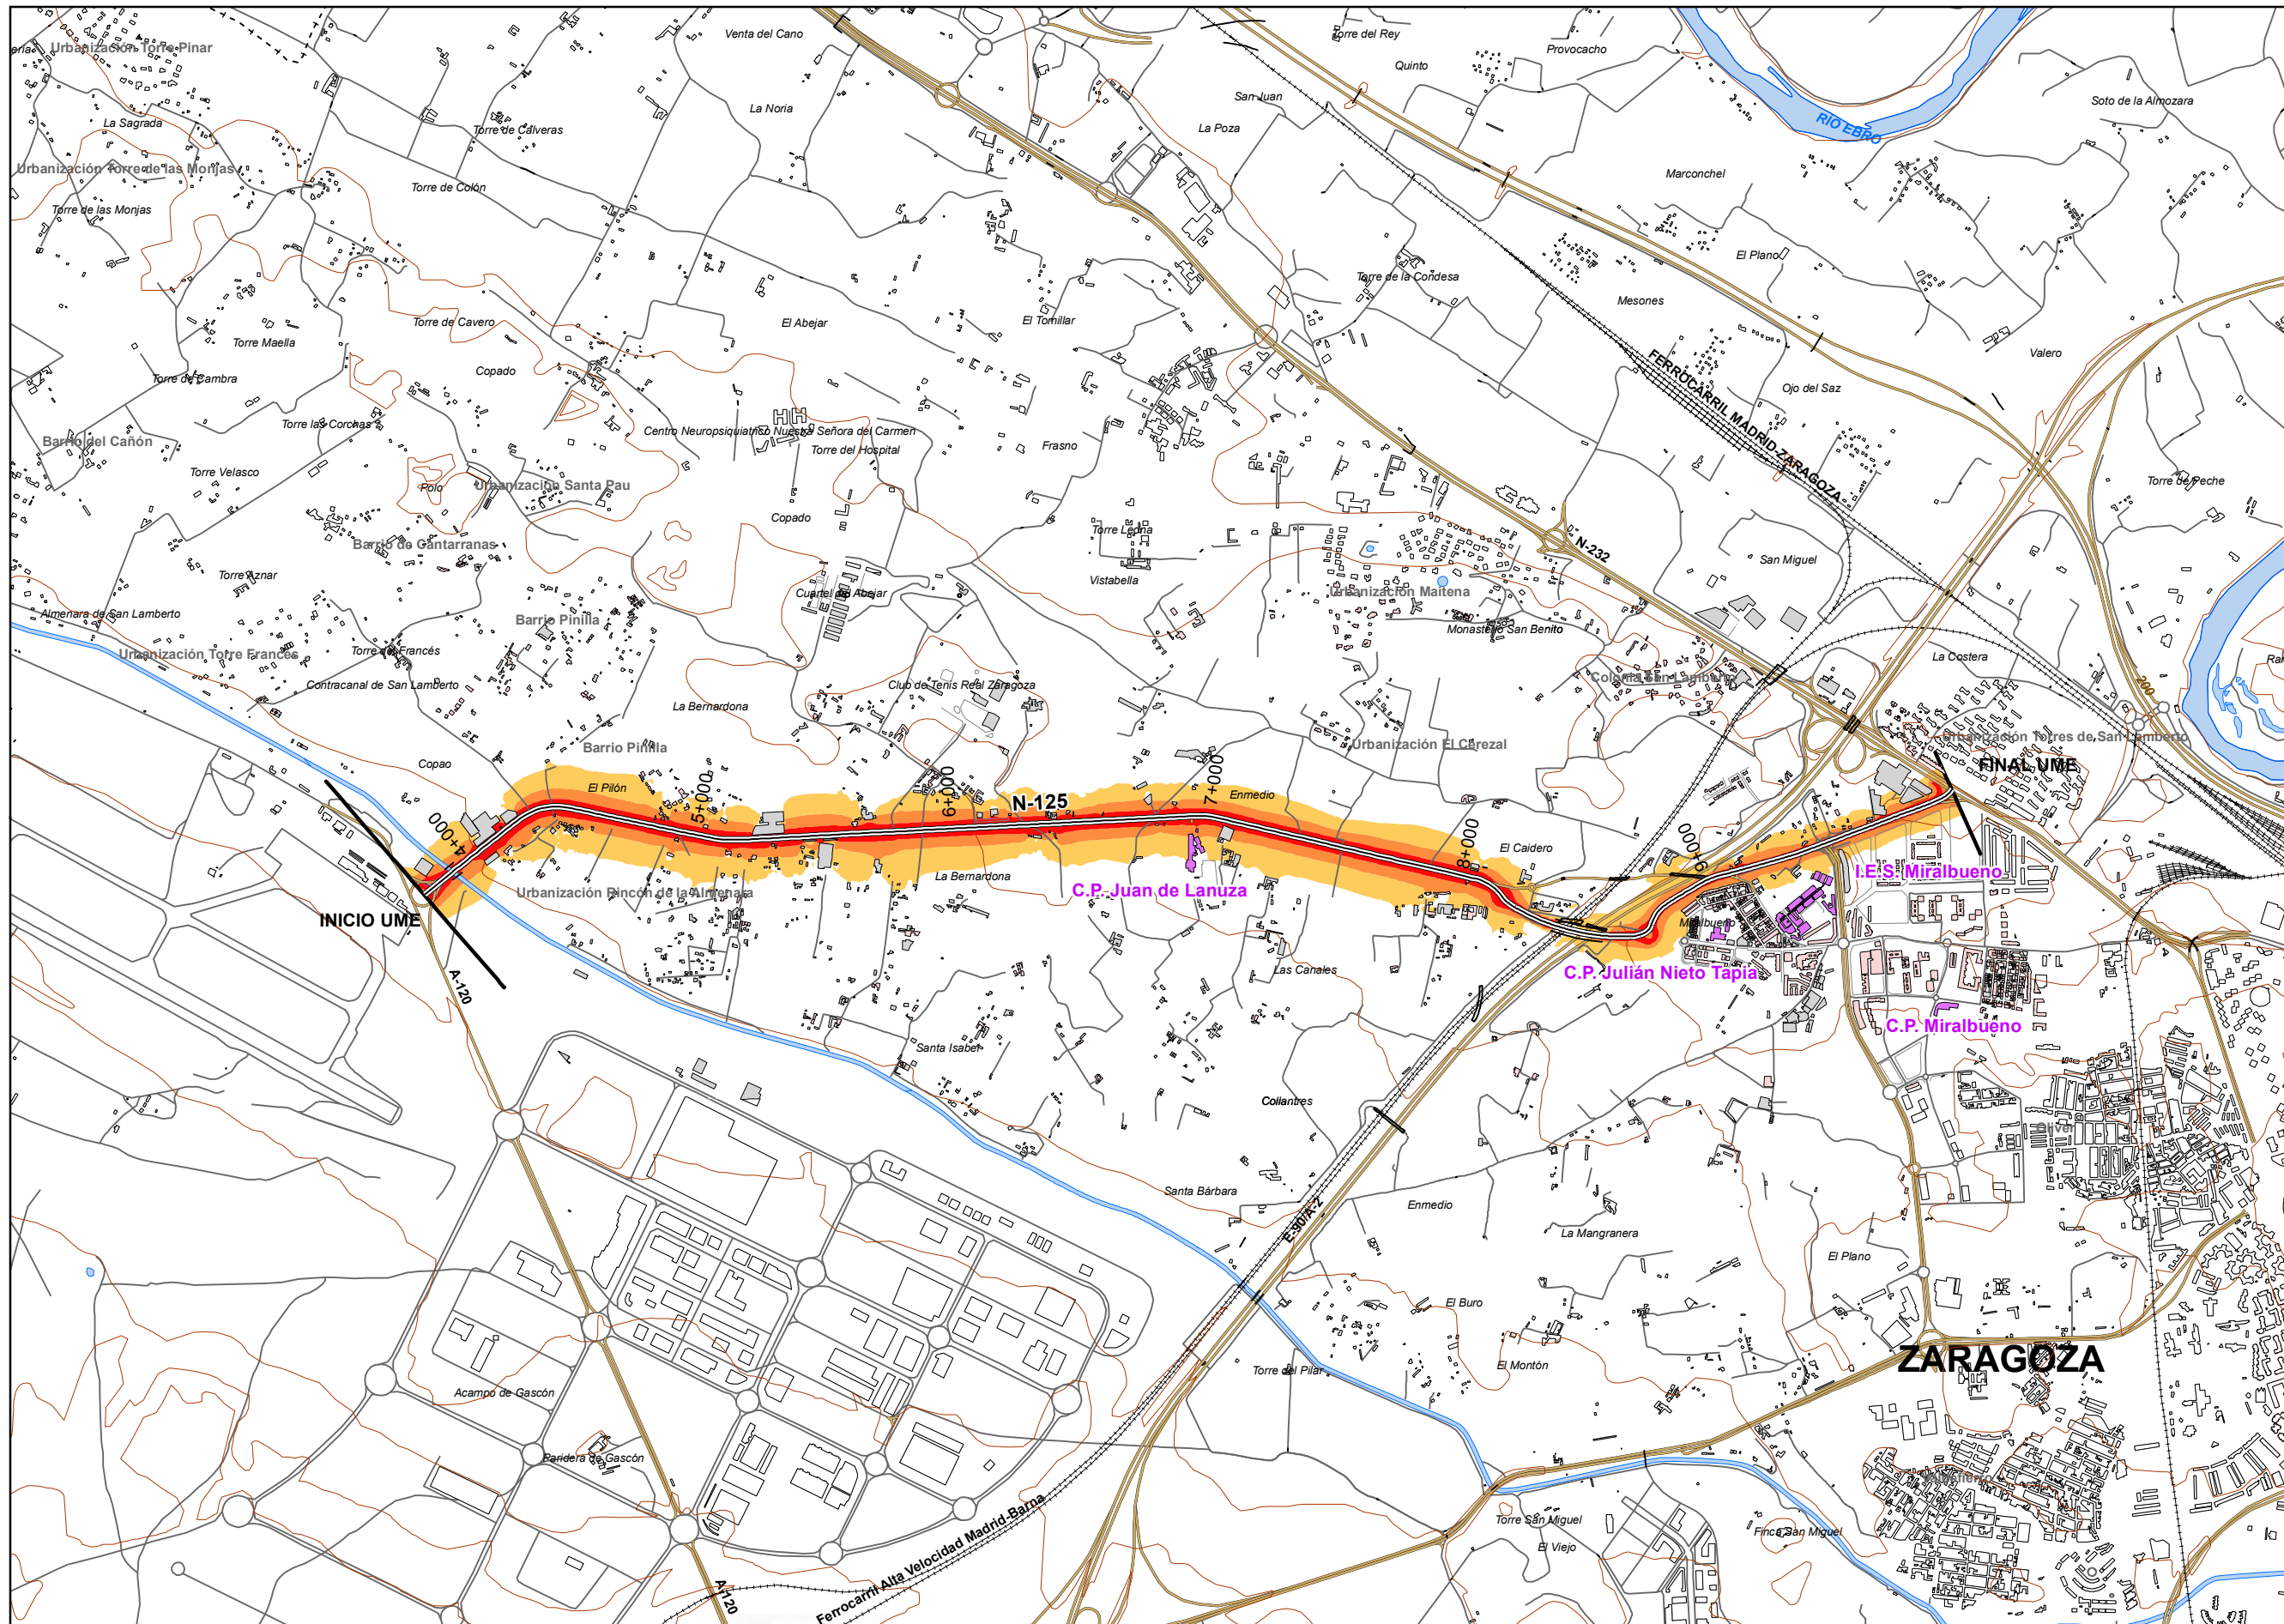 Venta del Cano
Torre del Rey
Urbanización Torre Pinar
Provocacho
Quinto
San Juan
Soto de la Almozara
La Noria
La Sagrada
RIO EBRO
Torre de Calveras
La Poza
Urbanización Torre de las Monjas
Marconchel
Torre de Colón
Torre de las Monjas
El Plano
Torre de la Condesa
Mesones
El Tomillar
Torre de Cavero
El Abejar
Torre Maella
Valero
FERROCARRIL MADRID-ZARAGOZA
Copado
Torre de Cambra
Ojo del Saz
Torre las Corchas
Centro Neuropsiquiatrico Nuestra Señora del Carmen
Barrio del Cañón
Frasno
Torre del Hospital
Torre Velasco
Torre de Peche
Polo
Urbanización Santa Pau
Copado
Torre Ledna
Barrio de Cantarranas
N-232
San Miguel
Torre Aznar
Vistabella
Cuartel del Abejar
Urbanización Maitena
Almenara de San Lamberto
Barrio Pinilla
Monasterio San Benito
Urbanización Torre Francés
Torre del Francés
La Costera
Colonia San Lamberto
Contracanal de San Lamberto
Club de Tenis Real Zaragoza
200
La Bernardona
Urbanización Torres de San Lamberto
Barrio Pinilla
Urbanización El Cerezal
Copao
FINAL UME
El Pilón
Enmedio
4+000
5+000
6+000
N-125
7+000
8+000
9+000
El Caidero
I.E.S. Miralbueno
La Bernardona
C.P. Juan de Lanuza
Urbanización Rincón de la Almenara
INICIO UME
Miralbueno
Las Canales
C.P. Julián Nieto Tapia
A-120
C.P. Miralbueno
Santa Isabel
Collantres
Oliver
Santa Bárbara
Enmedio
E-90/A-2
La Mangranera
El Plano
El Buro
ZARAGOZA
El Montón
Torre del Pilar
Acampo de Gascón
Paridera de Gascón
Ferrocarril Alta Velocidad Madrid-Barna
Torre San Miguel
Finca San Miguel
El Viejo
A-120